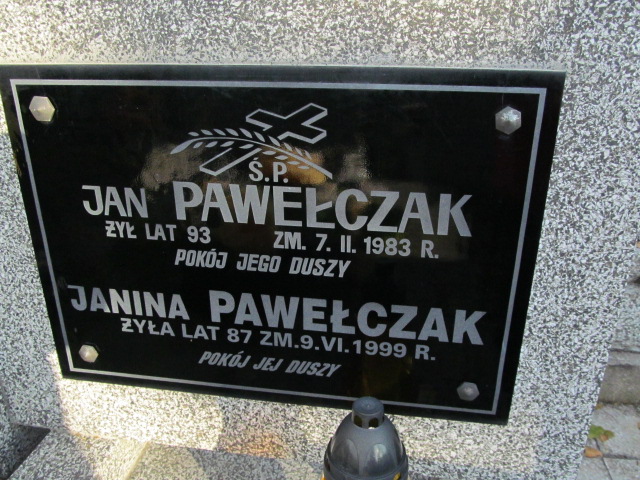 Ś.P.
JAN PAWEŁCZAK
ŻYŁ LAT 93 ZM. 7. II. 1983 R.
POKÓJ JEGO DUSZY
JANINA PAWEŁCZAK
ŻYŁA LAT 87 ZM.9.VI.1999 R.
POKÓJ JEJ DUSZY